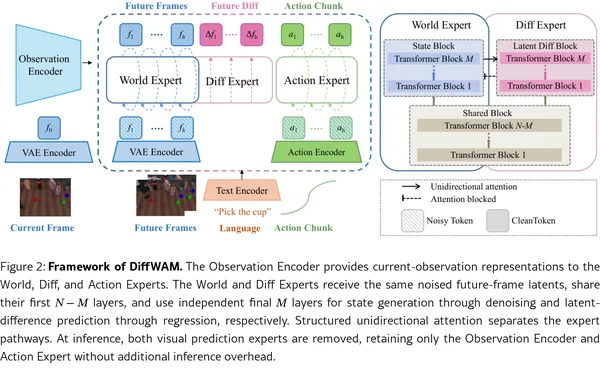 Future Frames
Future Diff
Action Chunk
f₁ ···· fₖ
Δf₁ Δfₖ
a₁ ···· aₕ
Observation
Encoder
World Expert
Diff Expert
Action Expert
f₀
f₁ ···· fₖ
a₁ ···· aₕ
VAE Encoder
VAE Encoder
Action Encoder
Text Encoder
"Pick the cup"
Current Frame
Future Frames
Language
Action Chunk
World Expert
Diff Expert
State Block
Transformer Block M
Transformer Block 1
Latent Diff Block
Transformer Block M
Transformer Block 1
Shared Block
Transformer Block N-M
Transformer Block 1
Unidirectional attention
Attention blocked
Noisy Token
CleanToken
Figure 2: Framework of DiffWAM. The Observation Encoder provides current-observation representations to the
World, Diff, and Action Experts. The World and Diff Experts receive the same noised future-frame latents, share
their first N − M layers, and use independent final M layers for state generation through denoising and latent-
difference prediction through regression, respectively. Structured unidirectional attention separates the expert
pathways. At inference, both visual prediction experts are removed, retaining only the Observation Encoder and
Action Expert without additional inference overhead.